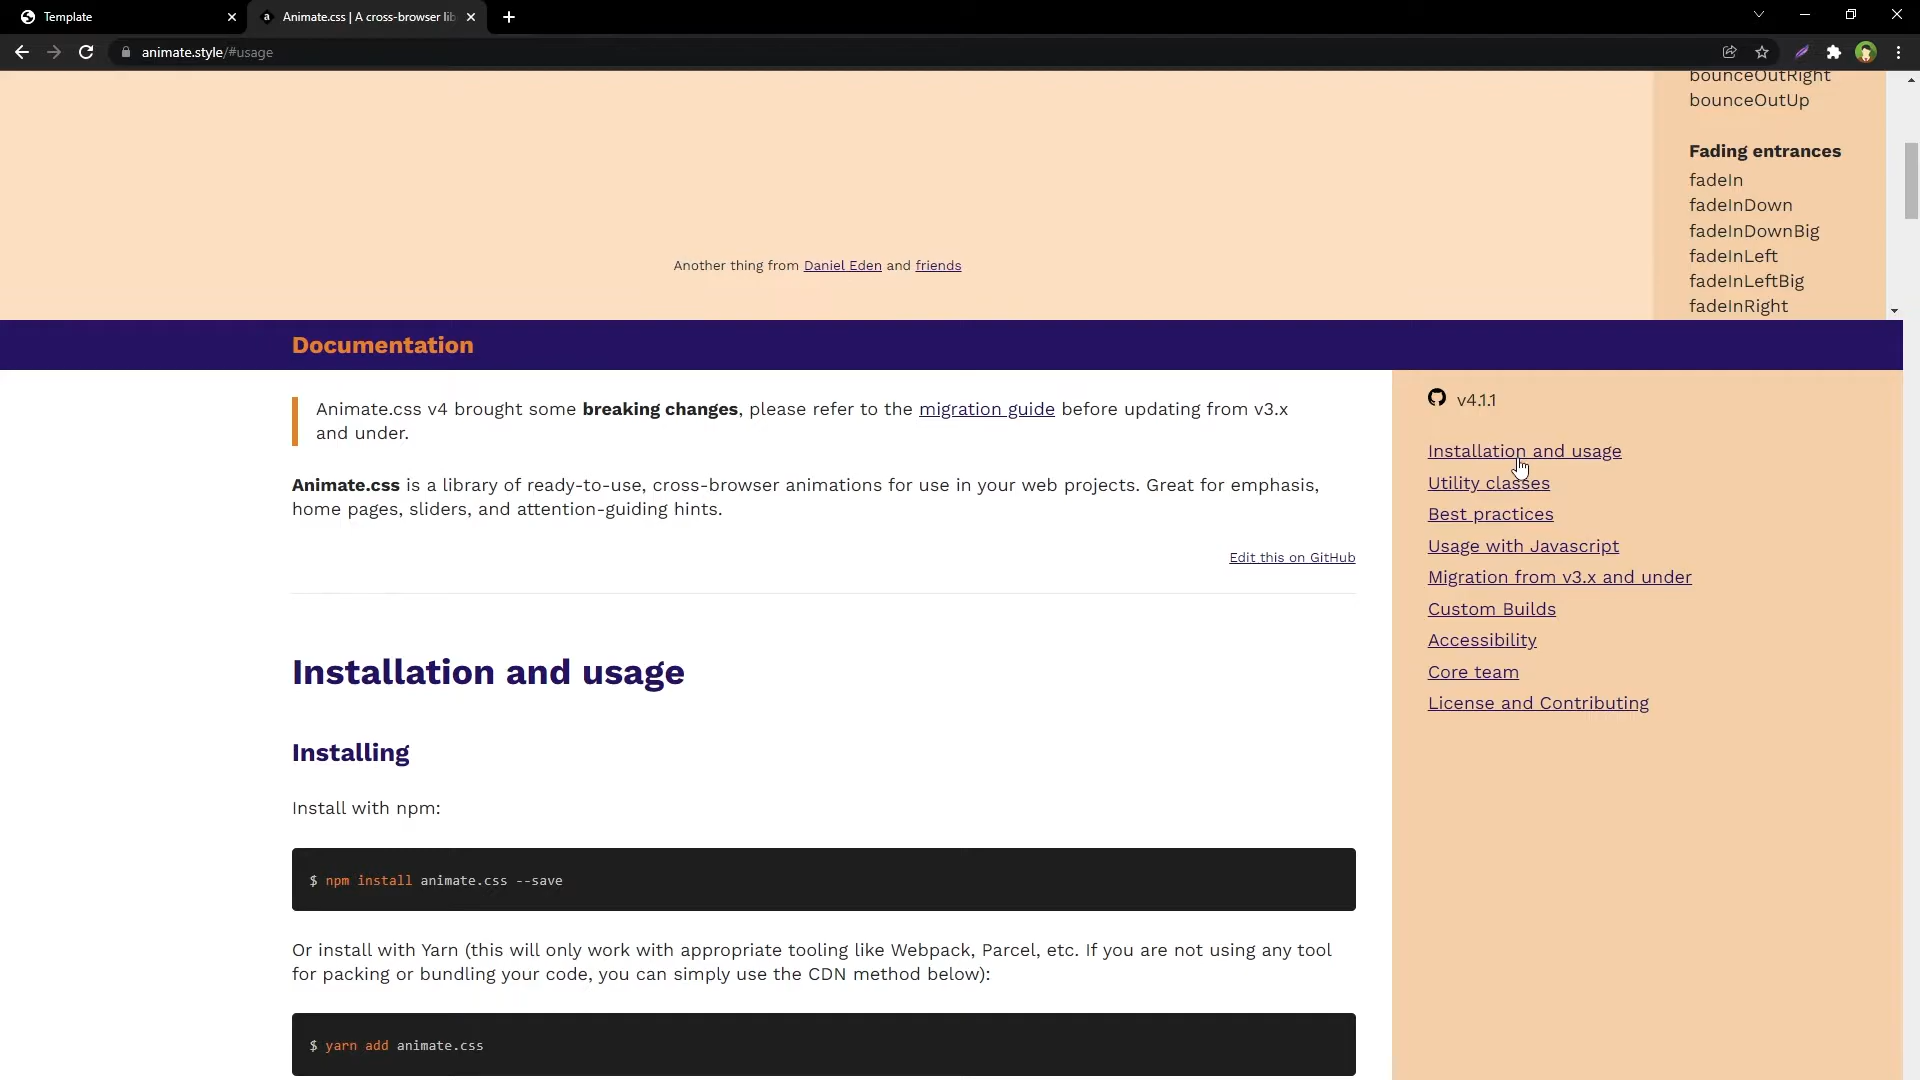 Template
Animate.css | A cross-browser lib
animate.style/#usage
bounceOutRight
bounceOutUp
Fading entrances
fadeIn
fadeInDown
fadeInDownBig
fadeInLeft
fadeInLeftBig
fadeInRight
Another thing from Daniel Eden and friends
Documentation
Animate.css v4 brought some breaking changes, please refer to the migration guide before updating from v3.x
and under.
Animate.css is a library of ready-to-use, cross-browser animations for use in your web projects. Great for emphasis,
home pages, sliders, and attention-guiding hints.
Edit this on GitHub
Installation and usage
Installing
Install with npm:
$ npm install animate.css --save
Or install with Yarn (this will only work with appropriate tooling like Webpack, Parcel, etc. If you are not using any tool
for packing or bundling your code, you can simply use the CDN method below):
$ yarn add animate.css
v4.1.1
Installation and usage
Utility classes
Best practices
Usage with Javascript
Migration from v3.x and under
Custom Builds
Accessibility
Core team
License and Contributing